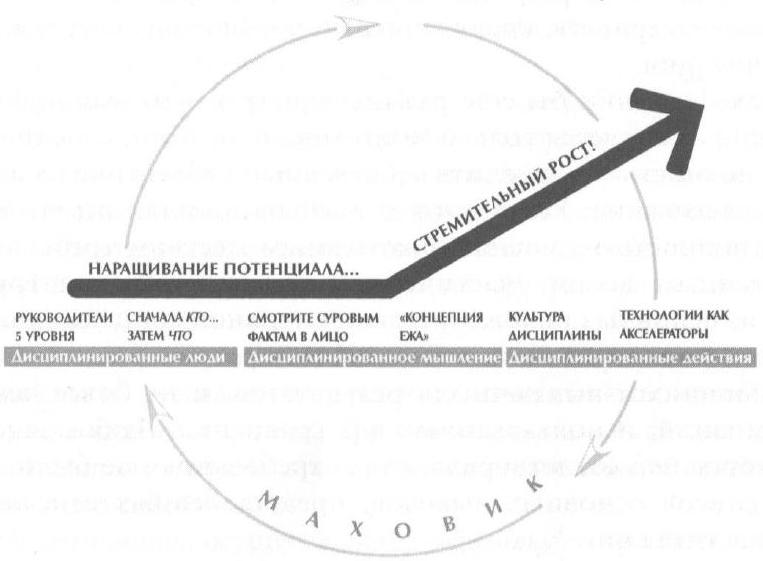 СТРЕМИТЕЛЬНЫЙ РОСТ!
НАРАЩИВАНИЕ ПОТЕНЦИАЛА...
РУКОВОДИТЕЛИ
5 УРОВНЯ
СНАЧАЛА КТО...
ЗАТЕМ ЧТО
СМОТРИТЕ СУРОВЫМ
ФАКТАМ В ЛИЦО
«КОНЦЕПЦИЯ
ЕЖА»
КУЛЬТУРА
ДИСЦИПЛИНЫ
ТЕХНОЛОГИИ КАК
АКСЕЛЕРАТОРЫ
Дисциплинированные люди
Дисциплинированное мышление
Дисциплинированные действия
МАХОВИК